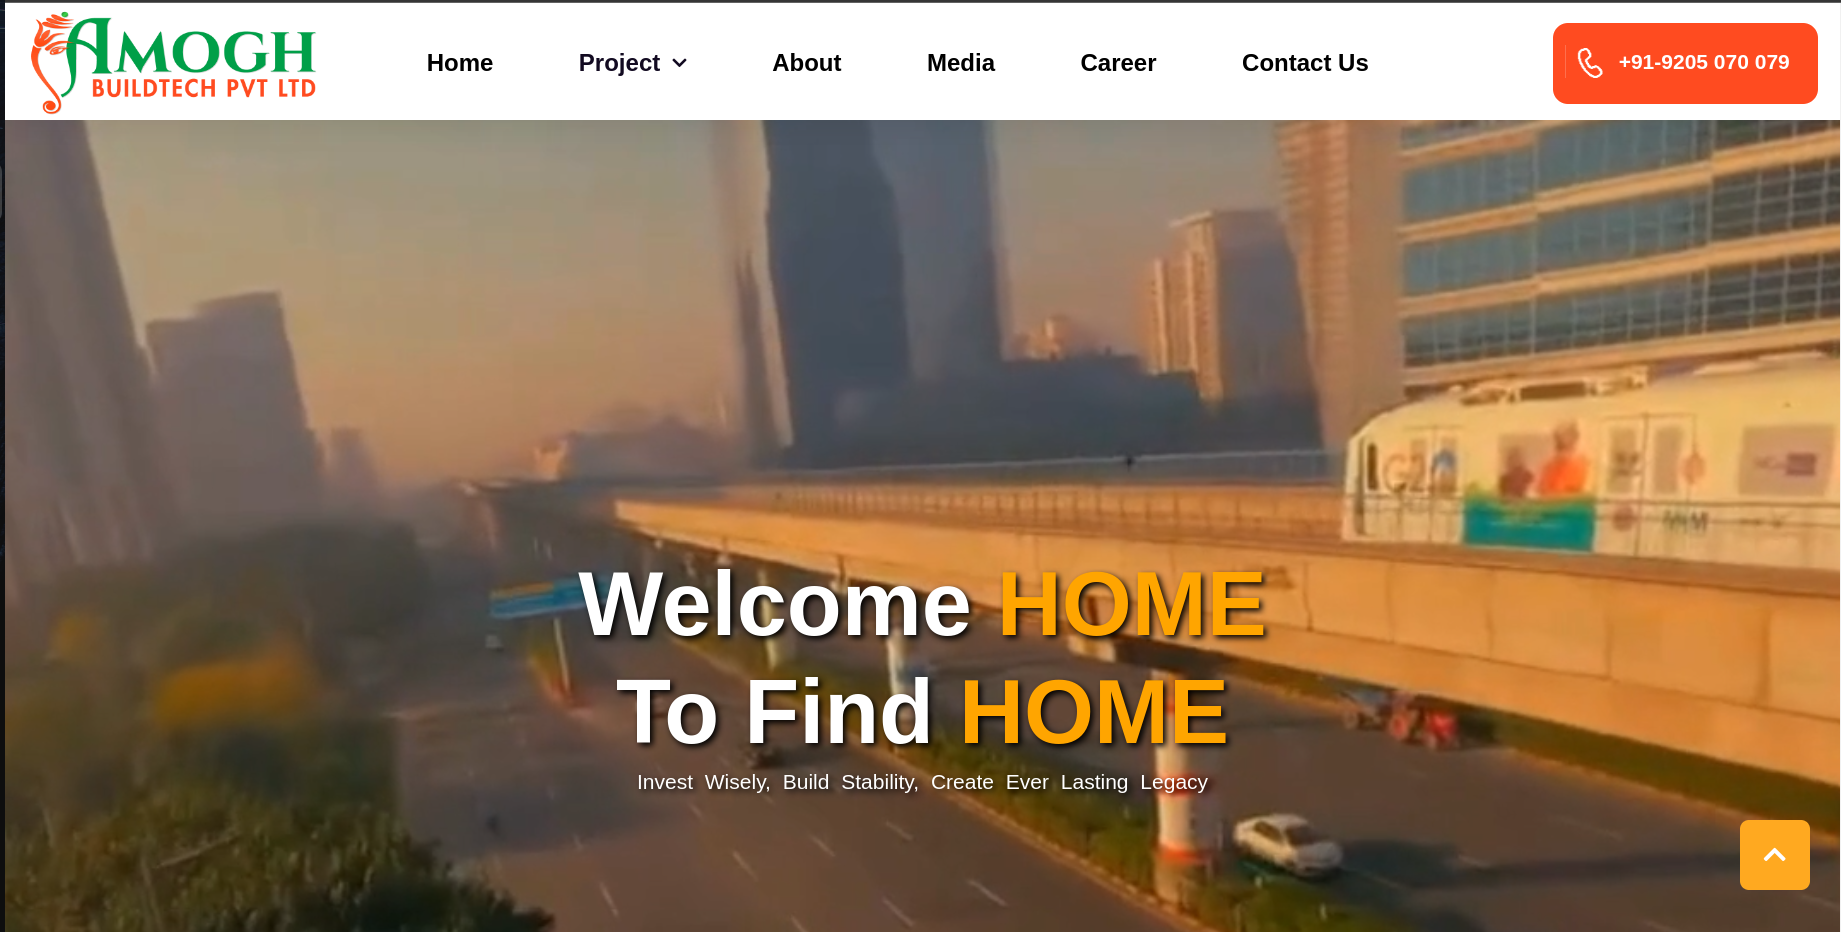 AMOGH
BUILDTECH PVT LTD
Home
Project
About
Media
Career
Contact Us
+91-9205 070 079
Welcome HOME
To Find HOME
Invest Wisely, Build Stability, Create Ever Lasting Legacy